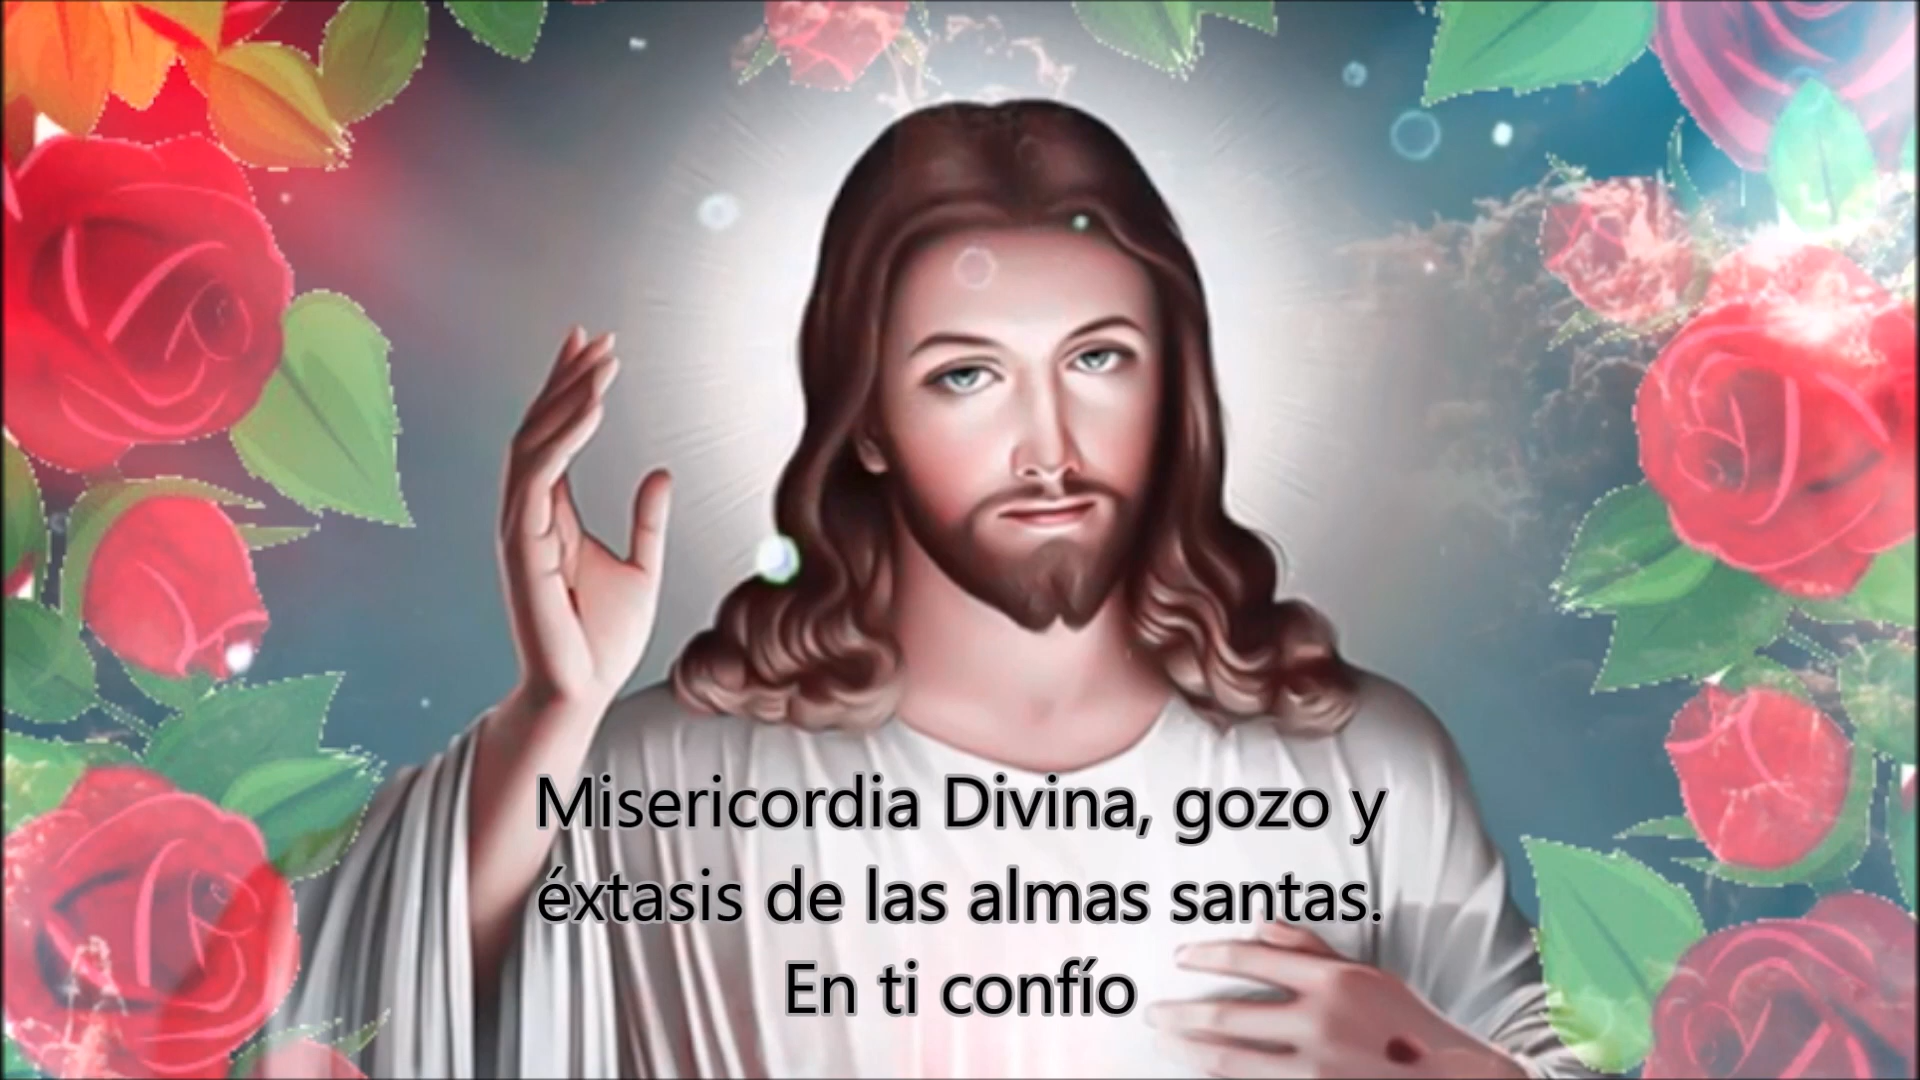 Misericordia Divina, gozo y
éxtasis de las almas santas.
En ti confío